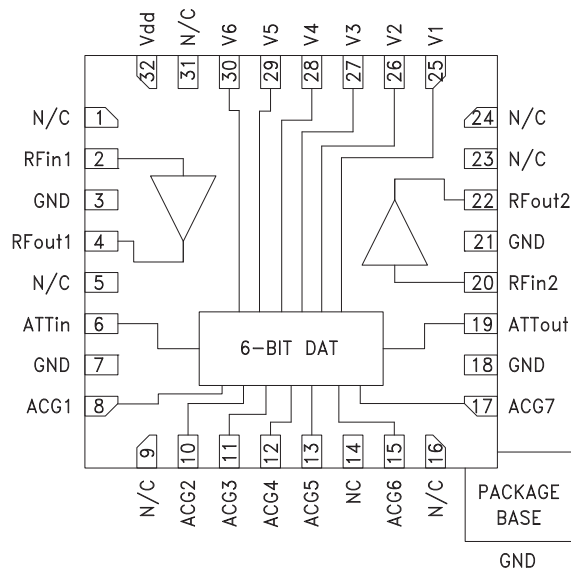 Vdd
N/C
V6
V5
V4
V3
V2
V1
32
31
30
29
28
27
26
25
N/C 1
RFin1 2
GND 3
RFout1 4
N/C 5
ATTin 6
GND 7
ACG1 8
24 N/C
23 N/C
22 RFout2
21 GND
20 RFin2
19 ATTout
18 GND
17 ACG7
6-BIT DAT
9
10
11
12
13
14
15
16
N/C
ACG2
ACG3
ACG4
ACG5
NC
ACG6
N/C
PACKAGE
BASE
GND